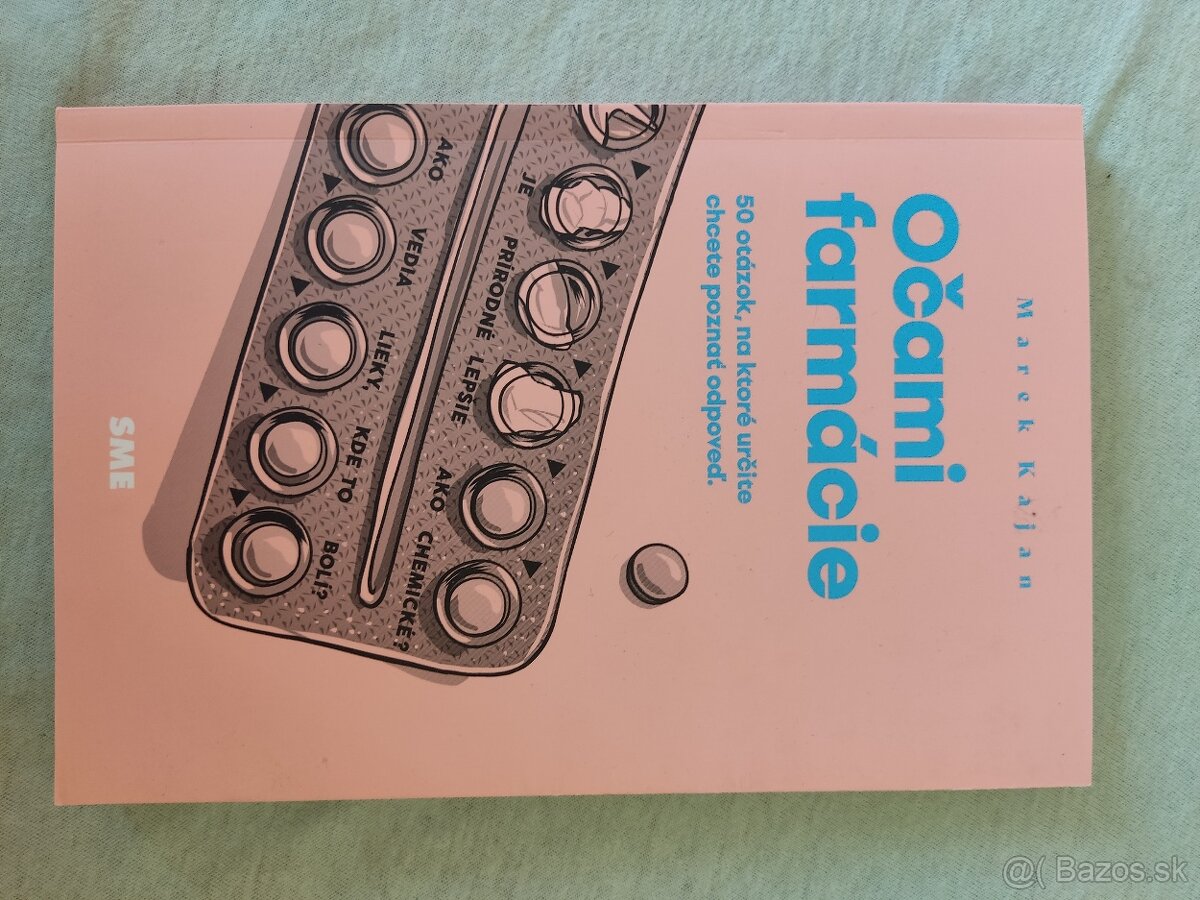 Marek Kajan
Očami
farmácie
50 otázok, na ktoré určite
chcete poznať odpoveď.
JE PRÍRODNÉ LEPŠIE AKO CHEMICKÉ?
AKO VEDIA LIEKY, KDE TO BOLÍ?
SME
@( Bazos.sk